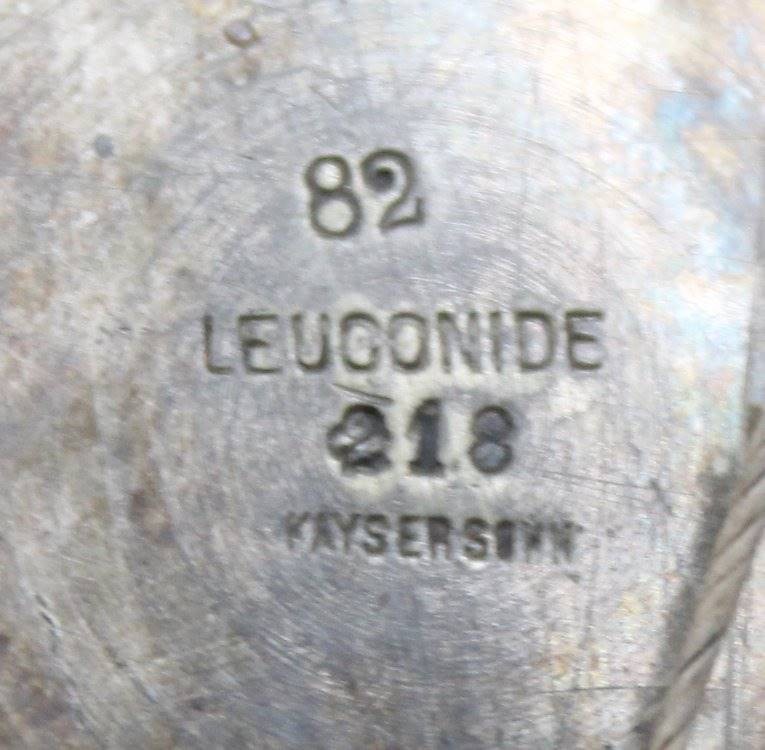 82
LEUCONIDE
218
KAYSERSOHN